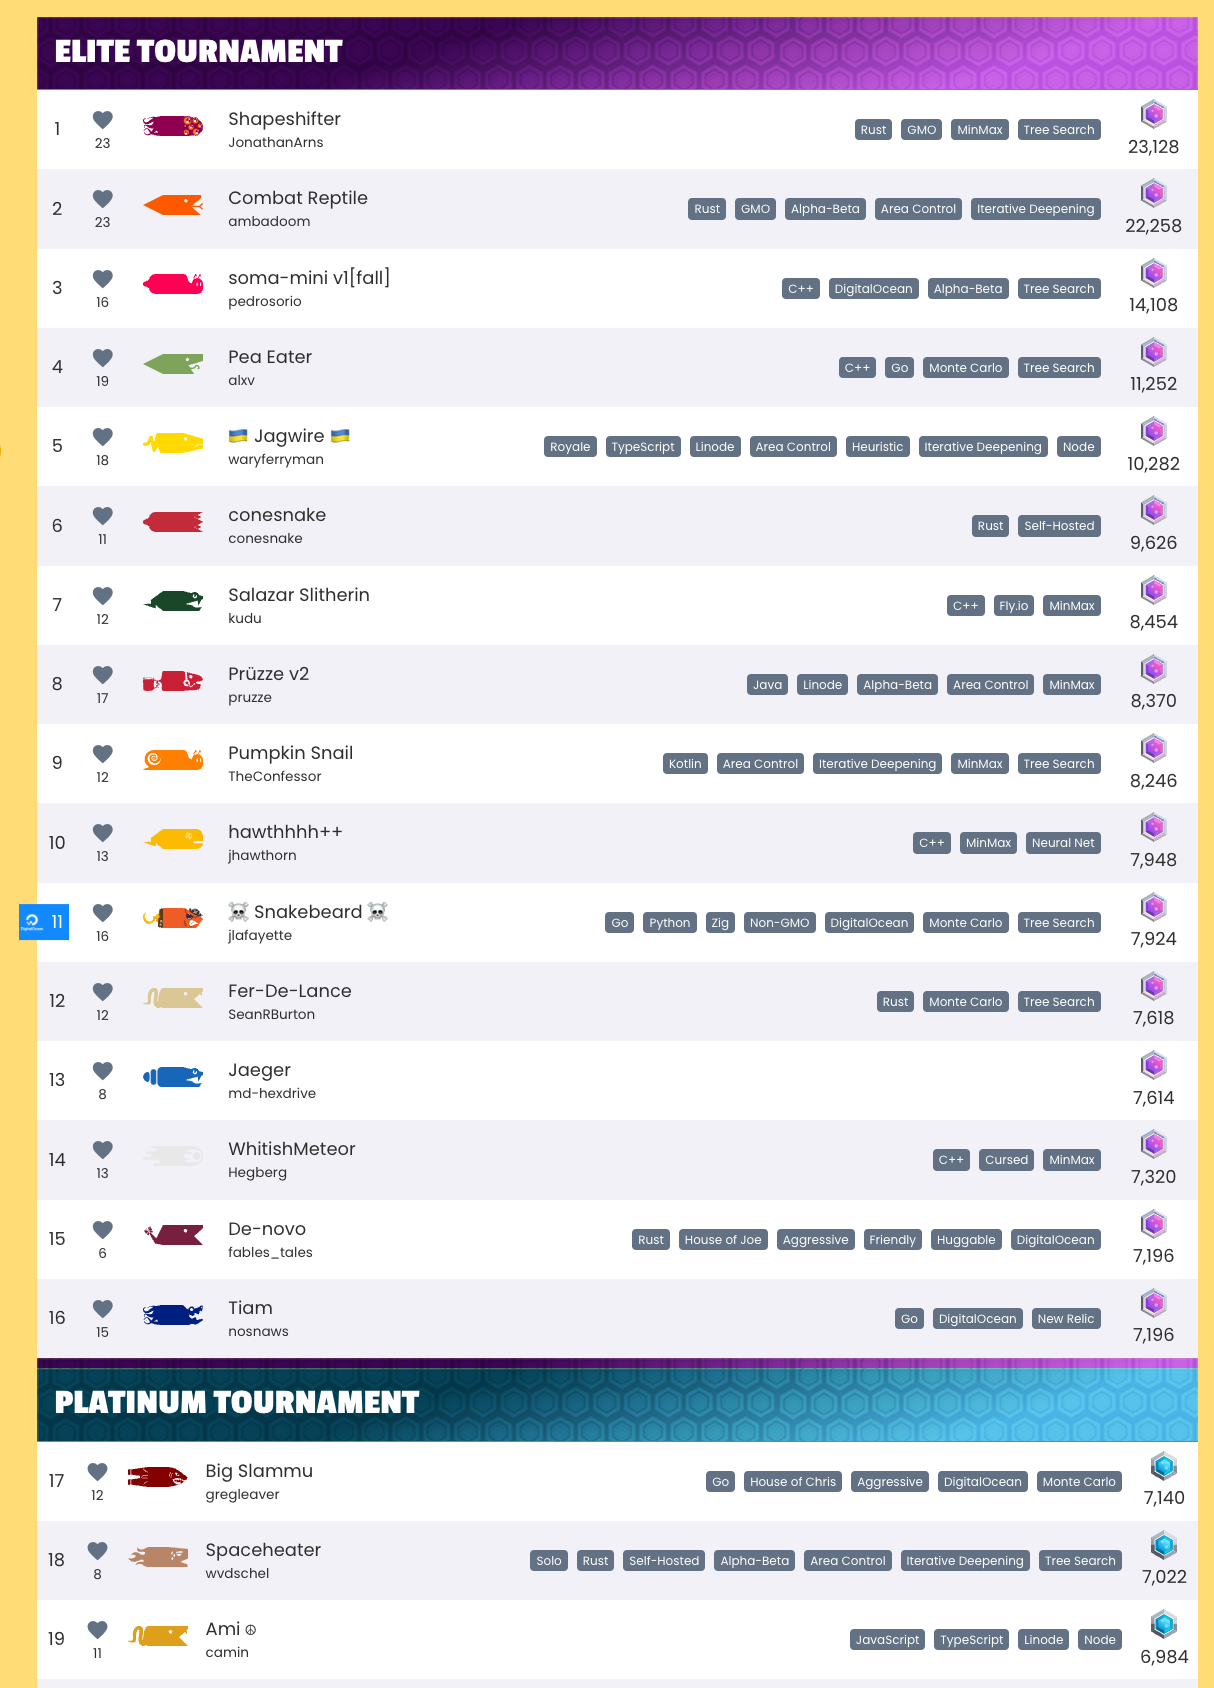 ELITE TOURNAMENT
1
23
Shapeshifter
JonathanArns
Rust GMO MinMax Tree Search
23,128
2
23
Combat Reptile
ambadoom
Rust GMO Alpha-Beta Area Control Iterative Deepening
22,258
3
16
soma-mini v1[fall]
pedrosorio
C++ DigitalOcean Alpha-Beta Tree Search
14,108
4
19
Pea Eater
alxv
C++ Go Monte Carlo Tree Search
11,252
5
18
🇺🇦 Jagwire 🇺🇦
waryferryman
Royale TypeScript Linode Area Control Heuristic Iterative Deepening Node
10,282
6
11
conesnake
conesnake
Rust Self-Hosted
9,626
7
12
Salazar Slitherin
kudu
C++ Fly.io MinMax
8,454
8
17
Prüzze v2
pruzze
Java Linode Alpha-Beta Area Control MinMax
8,370
9
12
Pumpkin Snail
TheConfessor
Kotlin Area Control Iterative Deepening MinMax Tree Search
8,246
10
13
hawthhhh++
jhawthorn
C++ MinMax Neural Net
7,948
DigitalOcean 11
16
☠️ Snakebeard ☠️
jlafayette
Go Python Zig Non-GMO DigitalOcean Monte Carlo Tree Search
7,924
12
12
Fer-De-Lance
SeanRBurton
Rust Monte Carlo Tree Search
7,618
13
8
Jaeger
md-hexdrive
7,614
14
13
WhitishMeteor
Hegberg
C++ Cursed MinMax
7,320
15
6
De-novo
fables_tales
Rust House of Joe Aggressive Friendly Huggable DigitalOcean
7,196
16
15
Tiam
nosnaws
Go DigitalOcean New Relic
7,196
PLATINUM TOURNAMENT
17
12
Big Slammu
gregleaver
Go House of Chris Aggressive DigitalOcean Monte Carlo
7,140
18
8
Spaceheater
wvdschel
Solo Rust Self-Hosted Alpha-Beta Area Control Iterative Deepening Tree Search
7,022
19
11
Ami ☮
camin
JavaScript TypeScript Linode Node
6,984